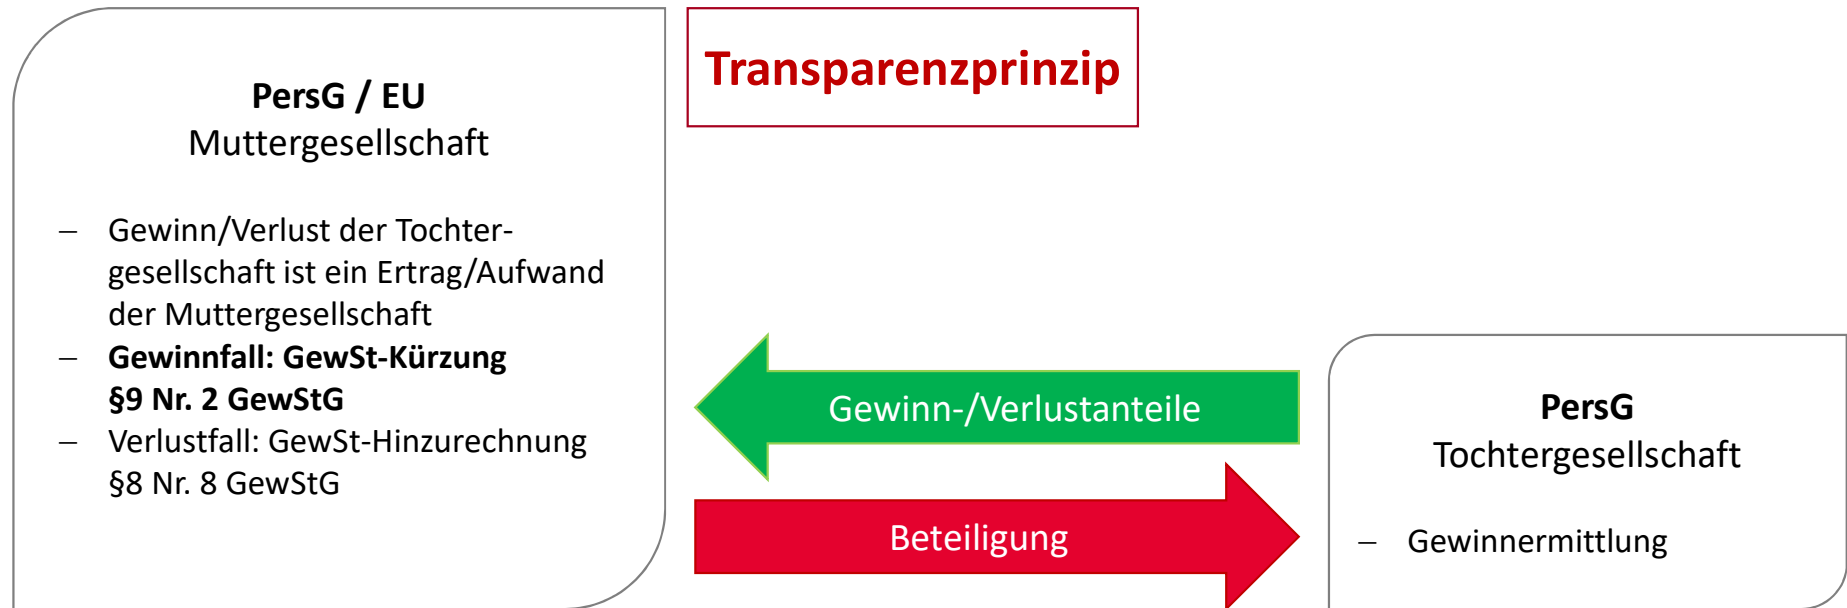 Transparenzprinzip
PersG / EU
Muttergesellschaft
– Gewinn/Verlust der Tochter-
gesellschaft ist ein Ertrag/Aufwand
der Muttergesellschaft
– Gewinnfall: GewSt-Kürzung
§9 Nr. 2 GewStG
– Verlustfall: GewSt-Hinzurechnung
§8 Nr. 8 GewStG
Gewinn-/Verlustanteile
Beteiligung
PersG
Tochtergesellschaft
– Gewinnermittlung